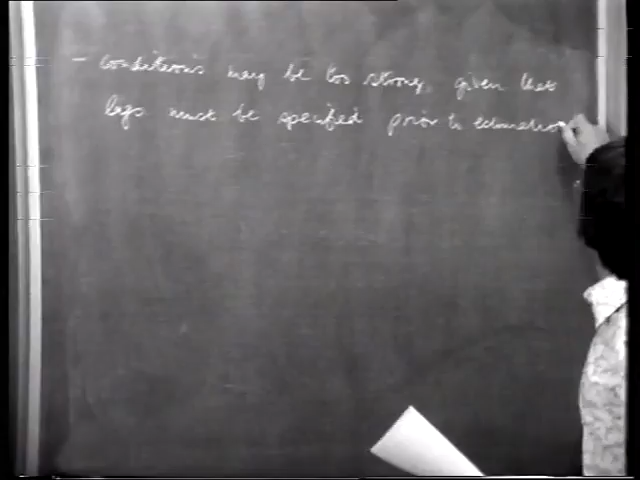 - Conditions may be too strong, given that
lags must be specified prior to estimation